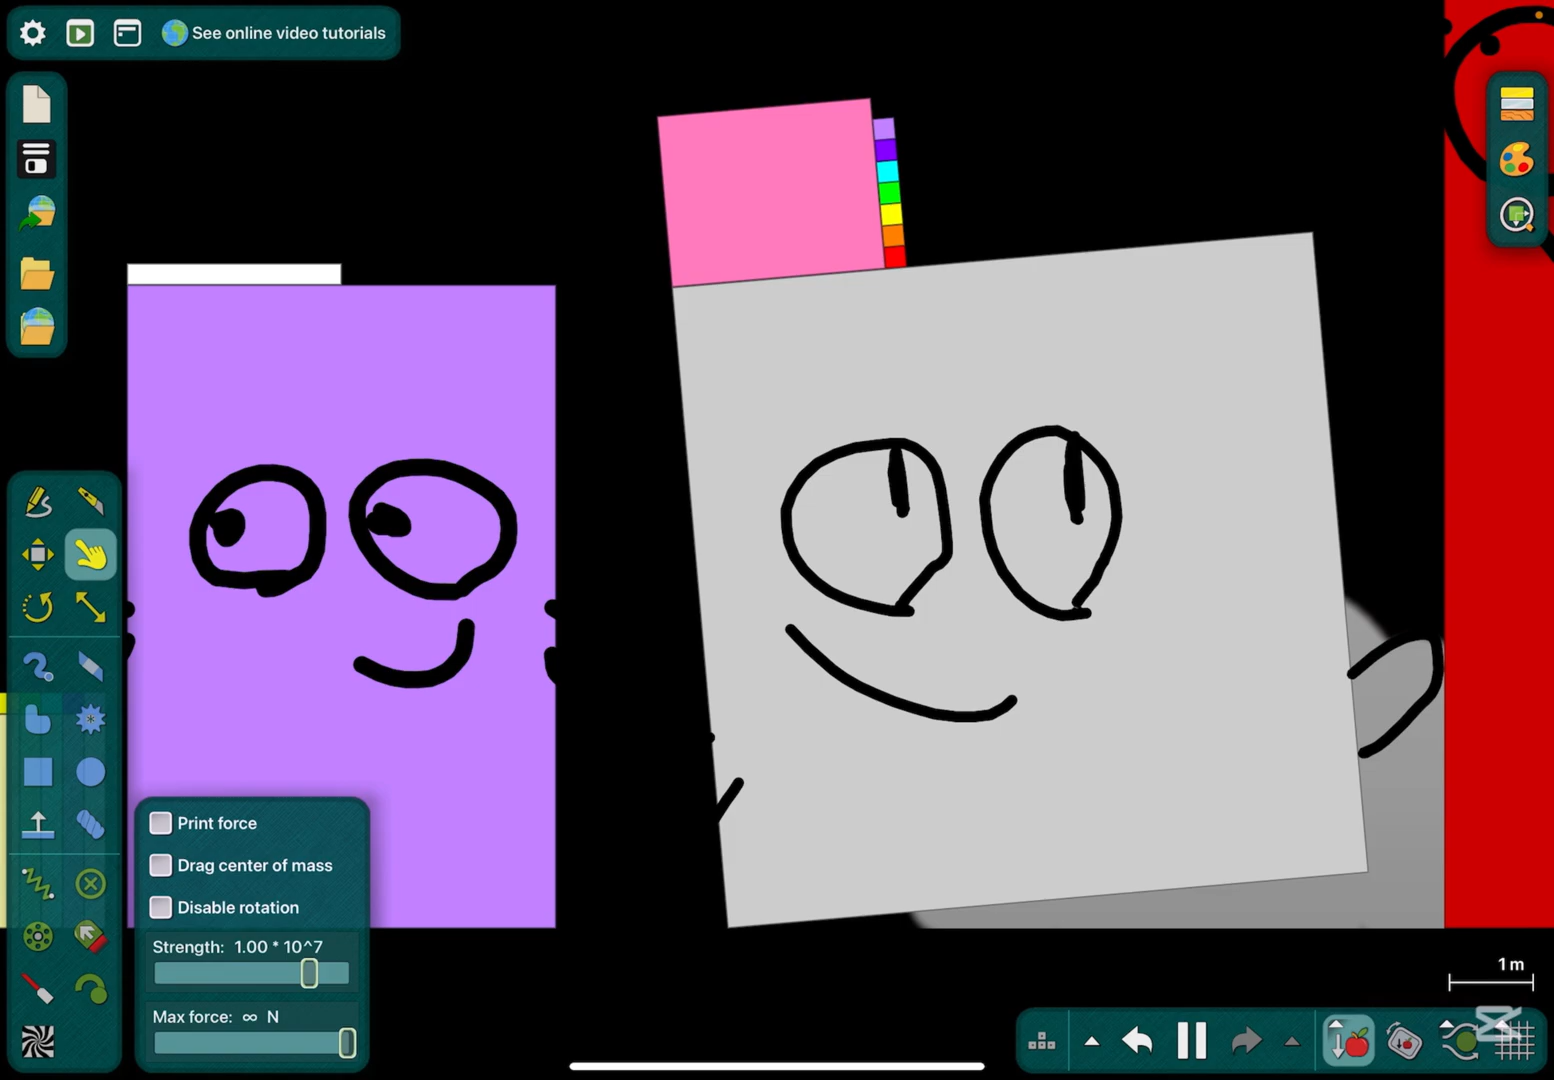 See online video tutorials
Print force
Drag center of mass
Disable rotation
Strength: 1.00 * 10^7
Max force: ∞ N
1 m